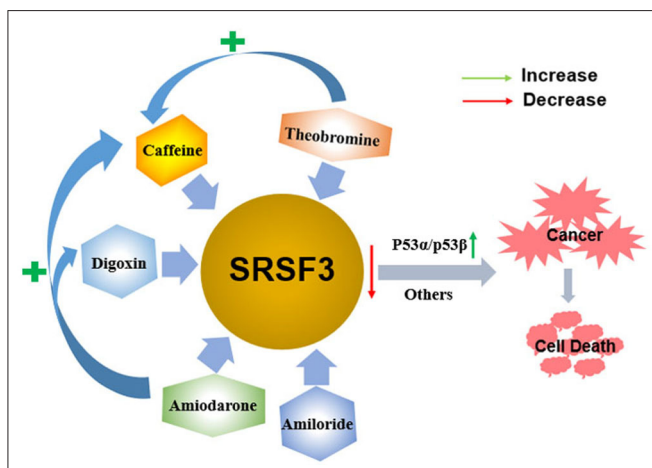 +
Increase
Decrease
Theobromine
Caffeine
Digoxin
+
SRSF3
P53α/p53β
Others
Cancer
Cell Death
Amiodarone
Amiloride